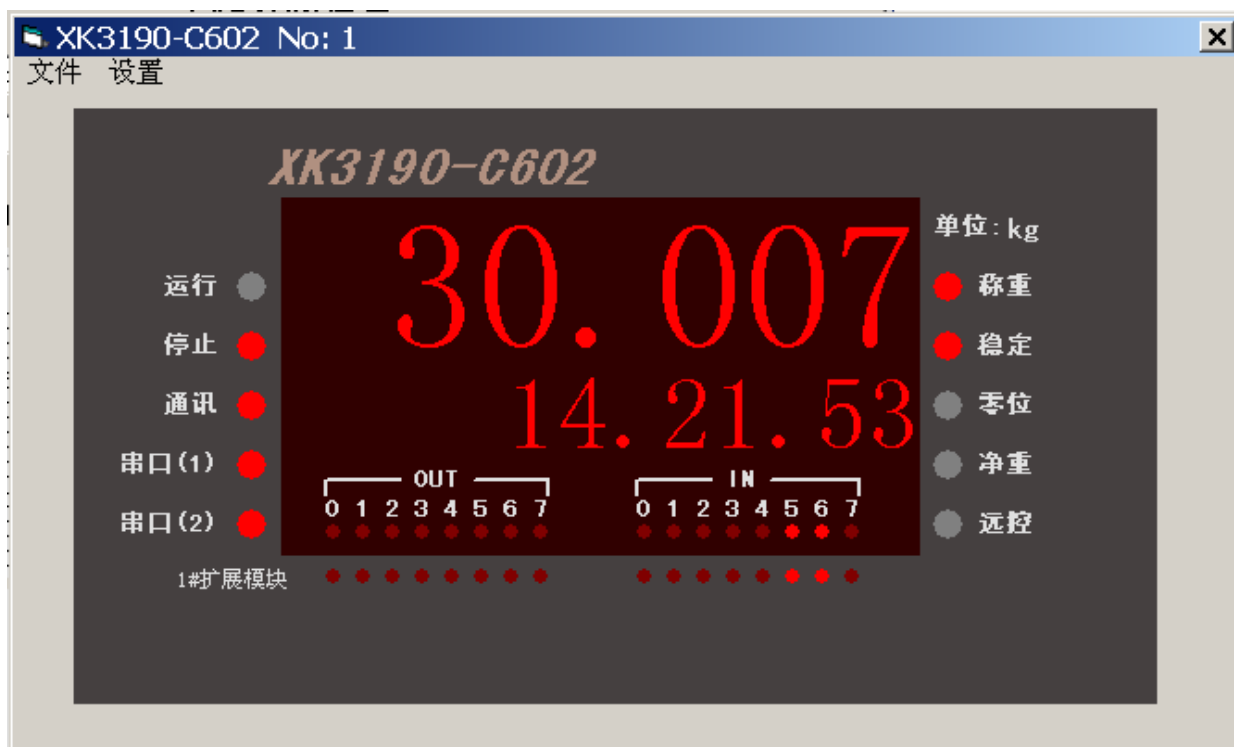 XK3190-C602 No: 1
文件 设置
XK3190-C602
30.007
单位:kg
运行
称重
停止
稳定
14.21.53
通讯
零位
串口(1)
净重
OUT IN
0 1 2 3 4 5 6 7 0 1 2 3 4 5 6 7
串口(2)
远控
1#扩展模块